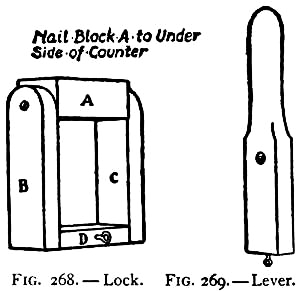 Nail·Block·A·to·Under
Side·of·Counter
A
B
C
D
FIG. 268.—Lock. FIG. 269.—Lever.